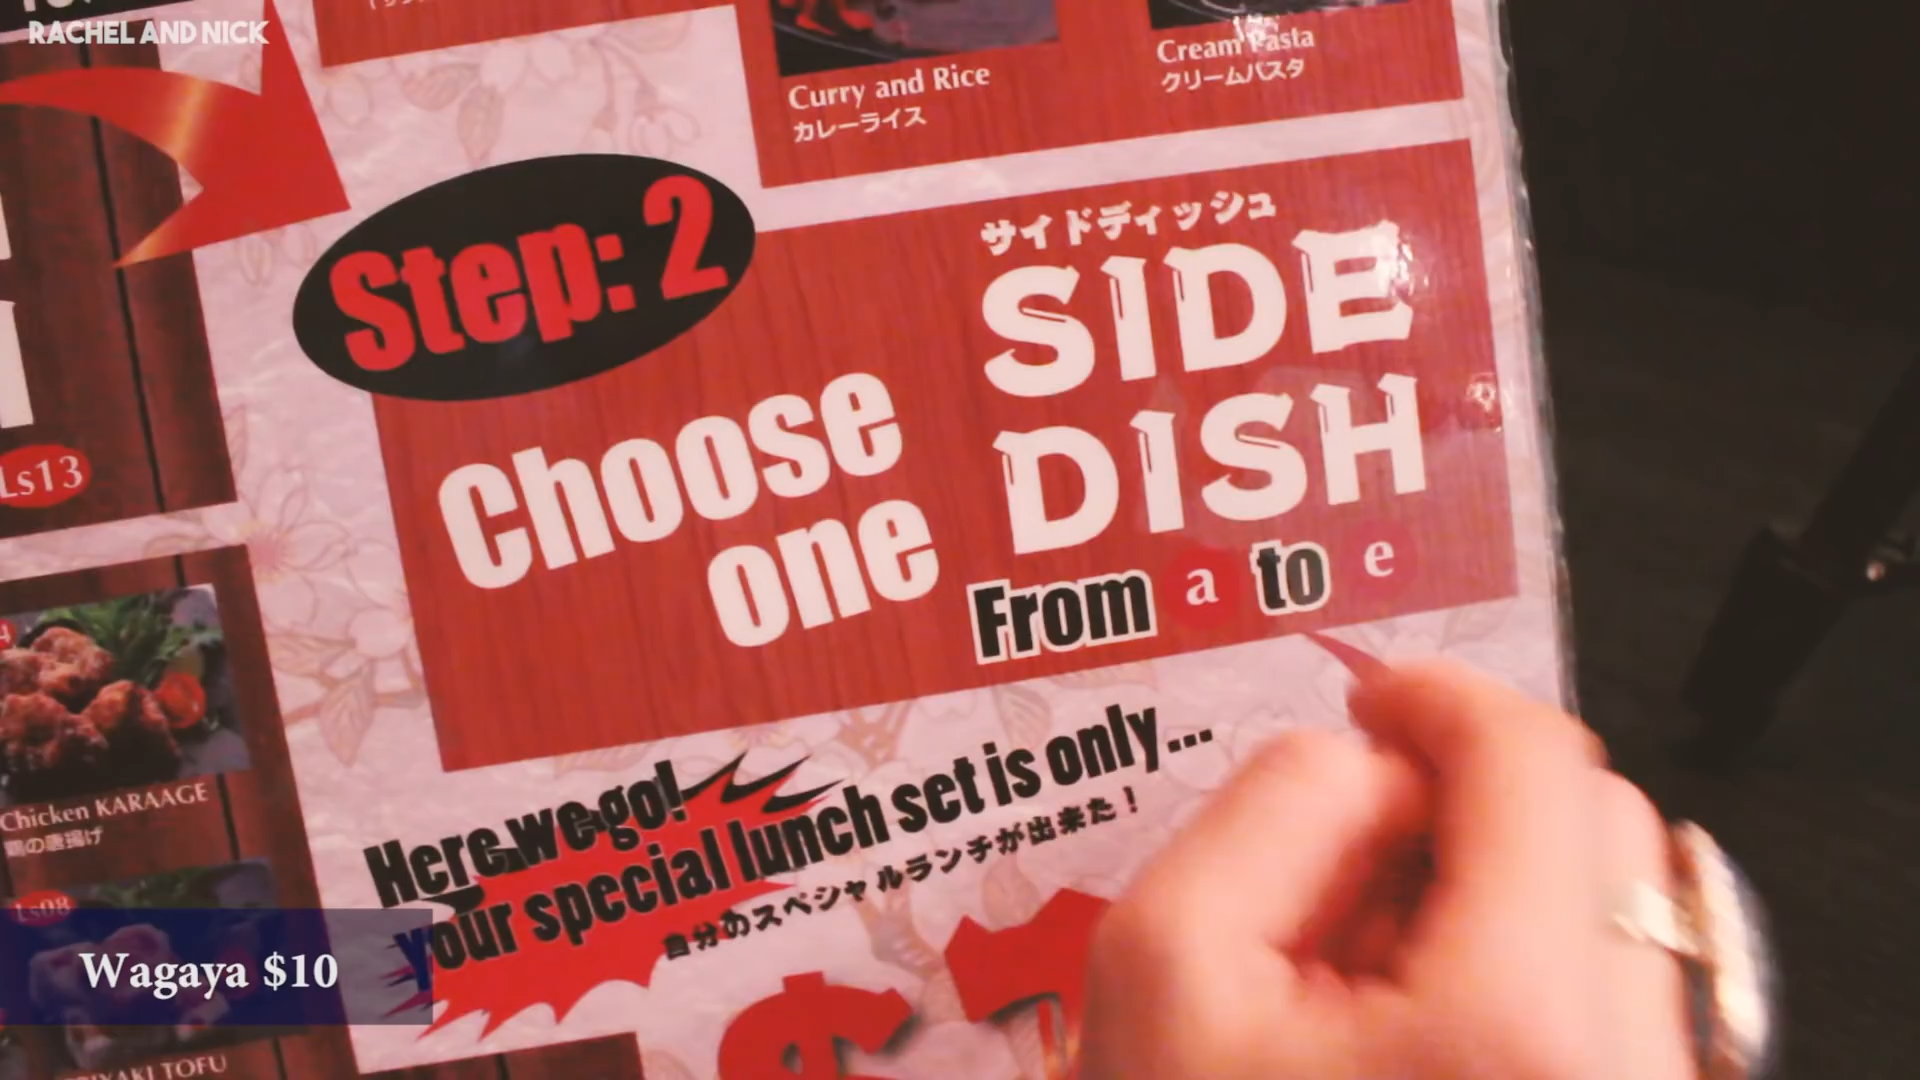 RACHEL AND NICK
Curry and Rice
カレーライス
Cream Pasta
クリームパスタ
Step: 2
サイドディッシュ
SIDE
DISH
Choose
one
From a to e
Ls13
Chicken KARAAGE
鶏の唐揚げ
Ls08
Here we go!
your special lunch set is only...
自分のスペシャルランチが出来た!
$
Wagaya $10
TOFU